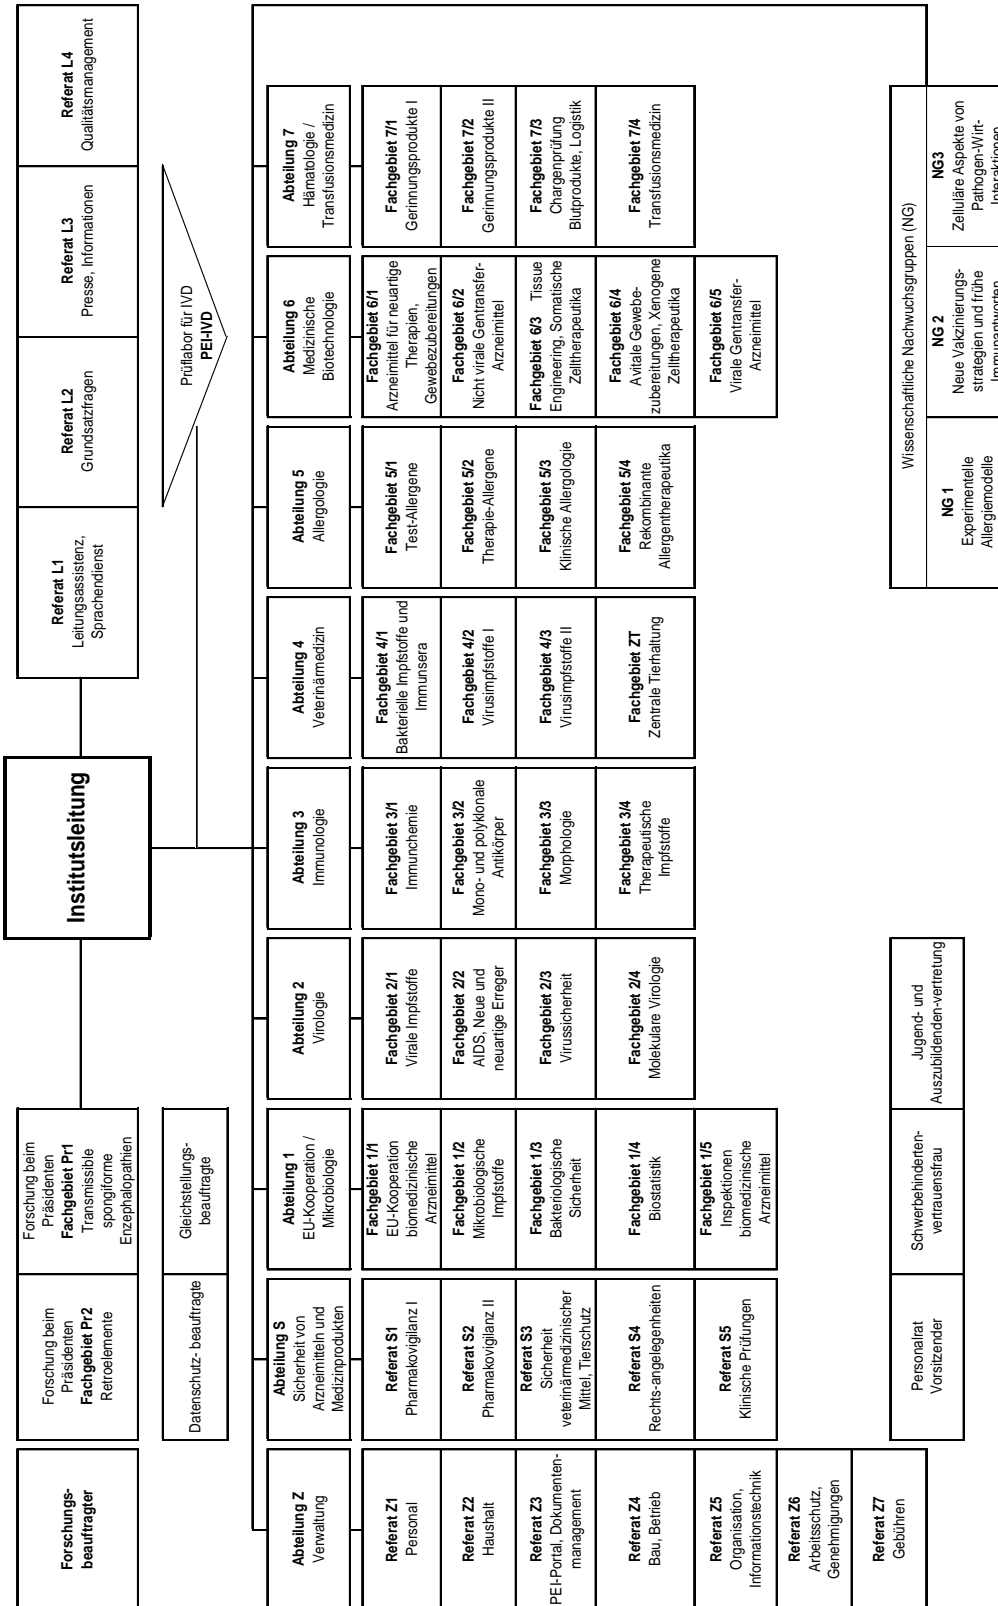 Forschungs-
beauftragter
Forschung beim
Präsidenten
Fachgebiet Pr2
Retroelemente
Forschung beim
Präsidenten
Fachgebiet Pr1
Transmissible
spongiforme
Enzephalopathien
Institutsleitung
Referat L1
Leitungsassistenz,
Sprachendienst
Referat L2
Grundsatzfragen
Referat L3
Presse, Informationen
Referat L4
Qualitätsmanagement
Datenschutz- beauftragte
Gleichstellungs-
beauftragte
Prüflabor für IVD
PEI-IVD
Abteilung Z
Verwaltung
Referat Z1
Personal
Referat Z2
Haushalt
Referat Z3
PEI-Portal, Dokumenten-
management
Referat Z4
Bau, Betrieb
Referat Z5
Organisation,
Informationstechnik
Referat Z6
Arbeitsschutz,
Genehmigungen
Referat Z7
Gebühren
Abteilung S
Sicherheit von
Arzneimitteln und
Medizinprodukten
Referat S1
Pharmakovigilanz I
Referat S2
Pharmakovigilanz II
Referat S3
Sicherheit
veterinärmedizinischer
Mittel, Tierschutz
Referat S4
Rechts-angelegenheiten
Referat S5
Klinische Prüfungen
Abteilung 1
EU-Kooperation /
Mikrobiologie
Fachgebiet 1/1
EU-Kooperation
biomedizinische
Arzneimittel
Fachgebiet 1/2
Mikrobiologische
Impfstoffe
Fachgebiet 1/3
Bakteriologische
Sicherheit
Fachgebiet 1/4
Biostatistik
Fachgebiet 1/5
Inspektionen
biomedizinische
Arzneimittel
Abteilung 2
Virologie
Fachgebiet 2/1
Virale Impfstoffe
Fachgebiet 2/2
AIDS, Neue und
neuartige Erreger
Fachgebiet 2/3
Virussicherheit
Fachgebiet 2/4
Molekulare Virologie
Abteilung 3
Immunologie
Fachgebiet 3/1
Immunchemie
Fachgebiet 3/2
Mono- und polyklonale
Antikörper
Fachgebiet 3/3
Morphologie
Fachgebiet 3/4
Therapeutische
Impfstoffe
Abteilung 4
Veterinärmedizin
Fachgebiet 4/1
Bakterielle Impfstoffe und
Immunsera
Fachgebiet 4/2
Virusimpfstoffe I
Fachgebiet 4/3
Virusimpfstoffe II
Fachgebiet ZT
Zentrale Tierhaltung
Abteilung 5
Allergologie
Fachgebiet 5/1
Test-Allergene
Fachgebiet 5/2
Therapie-Allergene
Fachgebiet 5/3
Klinische Allergologie
Fachgebiet 5/4
Rekombinante
Allergentherapeutika
Abteilung 6
Medizinische
Biotechnologie
Fachgebiet 6/1
Arzneimittel für neuartige
Therapien,
Gewebezubereitungen
Fachgebiet 6/2
Nicht virale Gentransfer-
Arzneimittel
Fachgebiet 6/3 Tissue
Engineering, Somatische
Zelltherapeutika
Fachgebiet 6/4
Avitale Gewebe-
zubereitungen, Xenogene
Zelltherapeutika
Fachgebiet 6/5
Virale Gentransfer-
Arzneimittel
Abteilung 7
Hämatologie /
Transfusionsmedizin
Fachgebiet 7/1
Gerinnungsprodukte I
Fachgebiet 7/2
Gerinnungsprodukte II
Fachgebiet 7/3
Chargenprüfung
Blutprodukte, Logistik
Fachgebiet 7/4
Transfusionsmedizin
Personalrat
Vorsitzender
Schwerbehinderten-
vertrauensfrau
Jugend- und
Auszubildenden-vertretung
Wissenschaftliche Nachwuchsgruppen (NG)
NG 1
Experimentelle
Allergiemodelle
NG 2
Neue Vakzinierungs-
strategien und frühe
Immunantworten
NG3
Zelluläre Aspekte von
Pathogen-Wirt-
Interaktionen